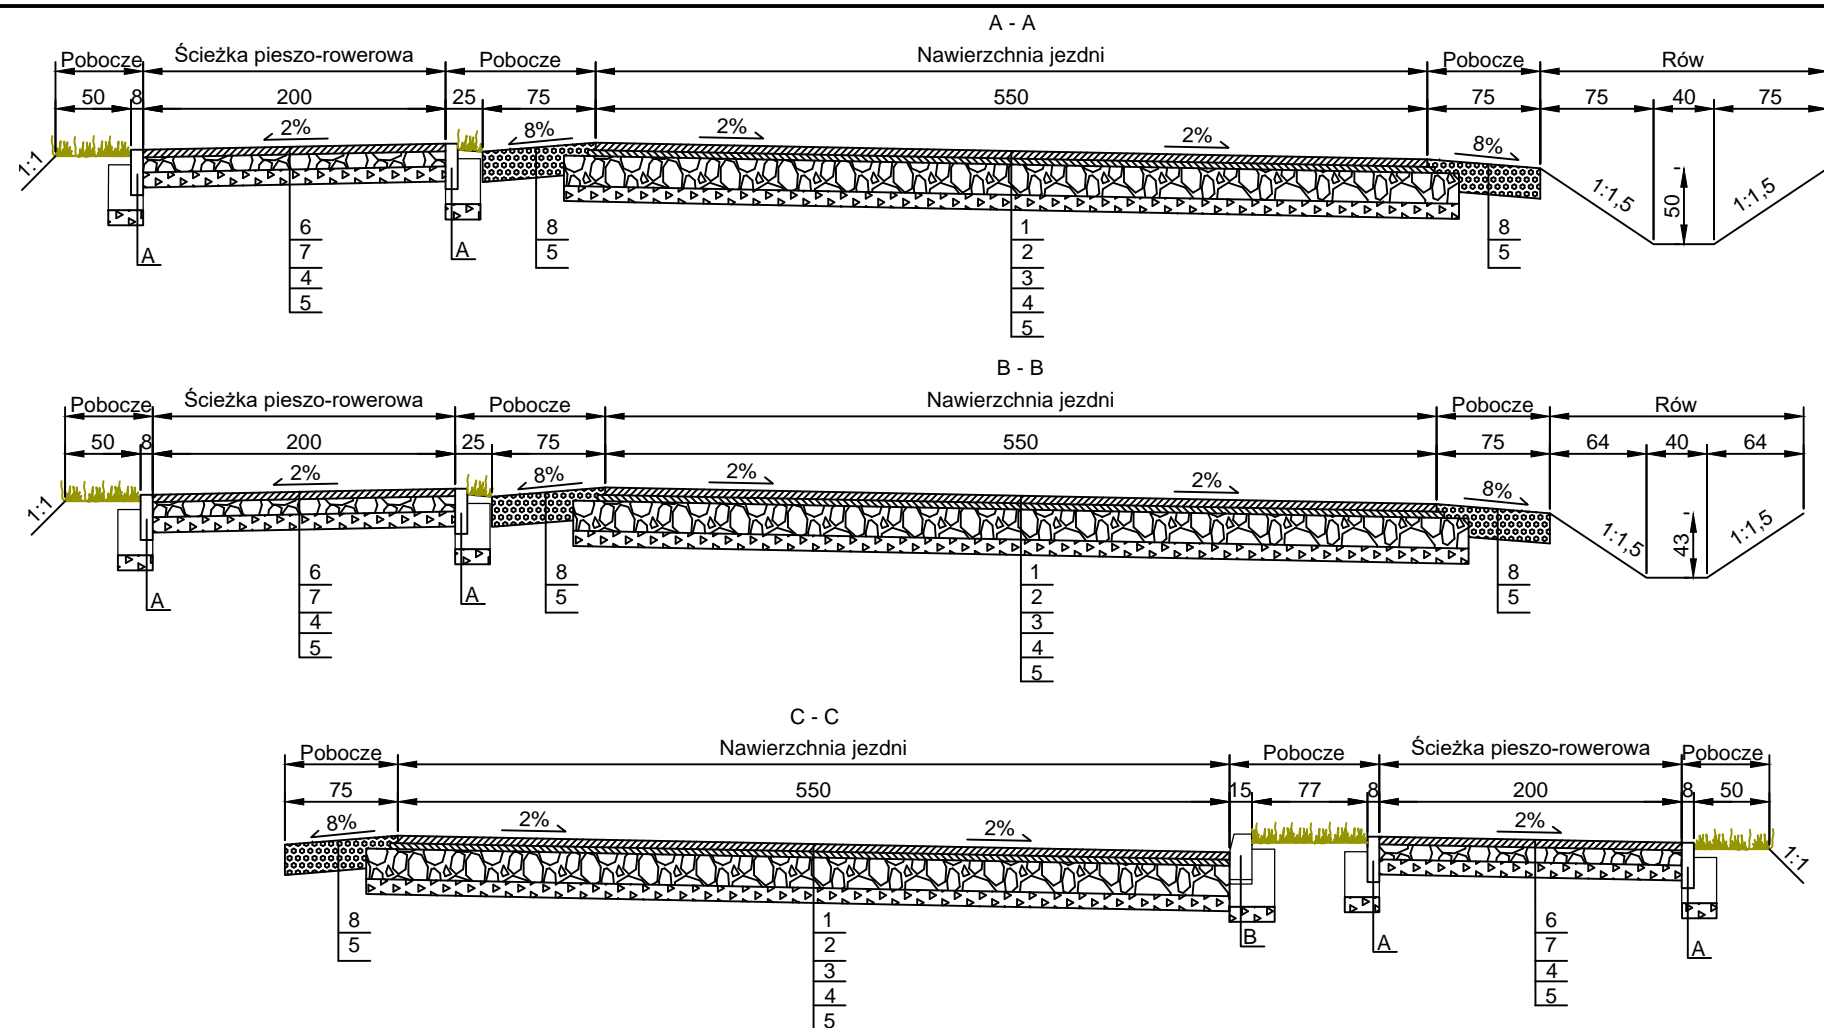 A - A
Pobocze Ścieżka pieszo-rowerowa Pobocze Nawierzchnia jezdni Pobocze Rów
50 8 200 25 75 550 75 75 40 75
1:1 2% 8% 2% 2% 8% 1:1,5 50 1:1,5
A 6 A 8 1 8
7 5 2 5
4 3
5 4
5
B - B
Pobocze Ścieżka pieszo-rowerowa Pobocze Nawierzchnia jezdni Pobocze Rów
50 8 200 25 75 550 75 64 40 64
1:1 2% 8% 2% 2% 8% 1:1,5 43 1:1,5
A 6 A 8 1 8
7 5 2 5
4 3
5 4
5
C - C
Pobocze Nawierzchnia jezdni Pobocze Ścieżka pieszo-rowerowa Pobocze
75 550 15 77 8 200 8 50
8% 2% 2% 2% 1:1
8 1 B A 6 A
5 2 7
3 4
4 5
5